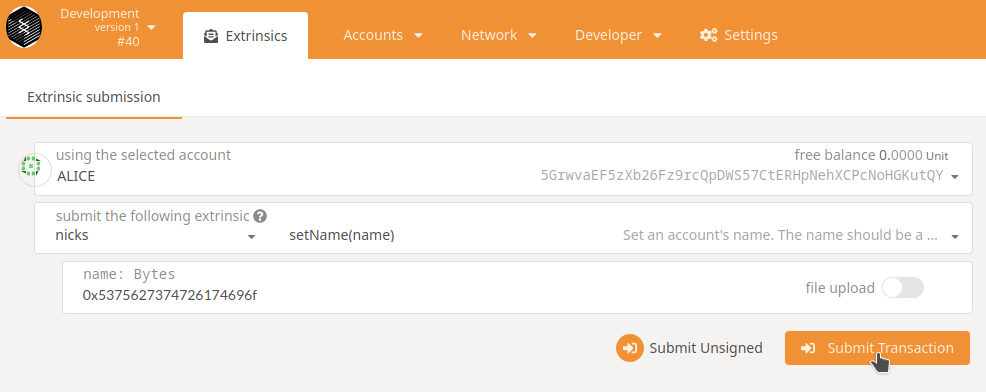 Development
version 1
#40
Extrinsics
Accounts
Network
Developer
Settings
Extrinsic submission
using the selected account
free balance 0.0000 Unit
ALICE
5GrwvaEF5zXb26Fz9rcQpDWS57CtERHpNehXCPcNoHGKutQY
submit the following extrinsic
nicks
setName(name)
Set an account's name. The name should be a ...
name: Bytes
0x5375627374726174696f
file upload
Submit Unsigned
Submit Transaction